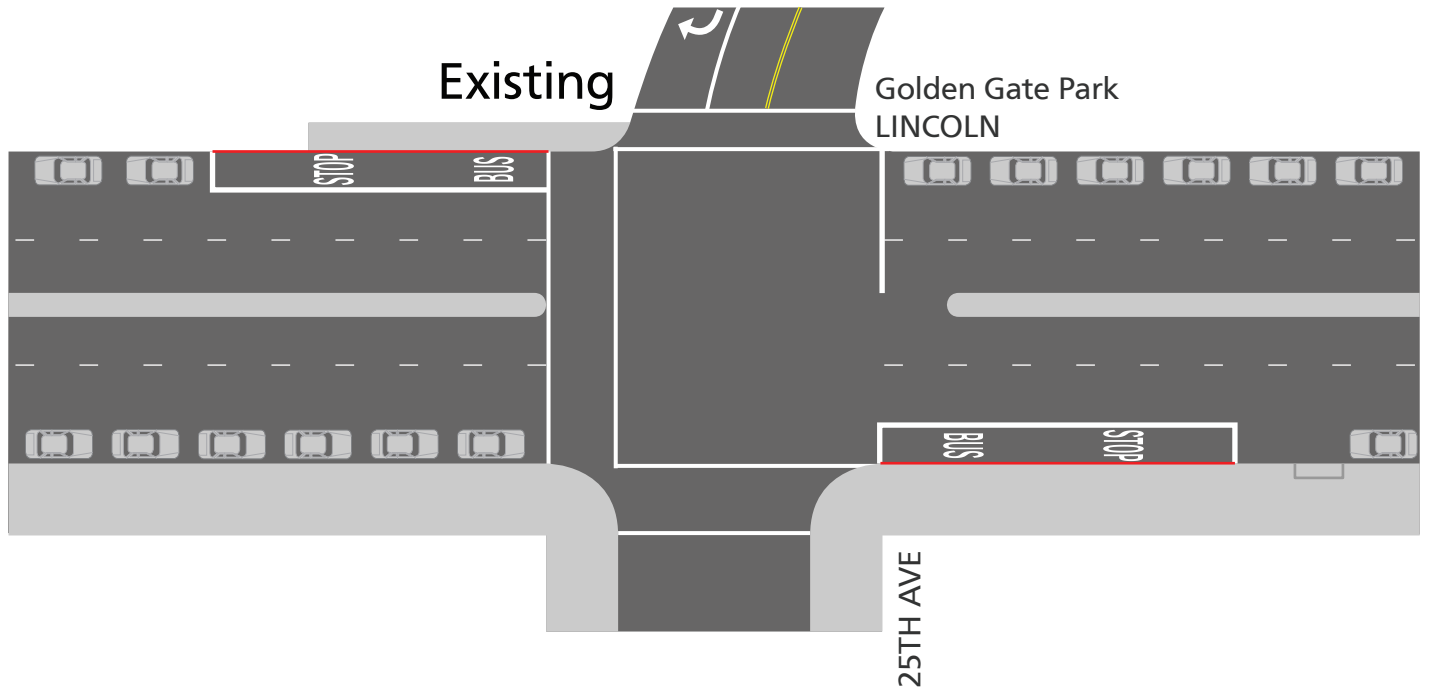 Existing
Golden Gate Park
LINCOLN
STOP
BUS
BUS
STOP
25TH AVE